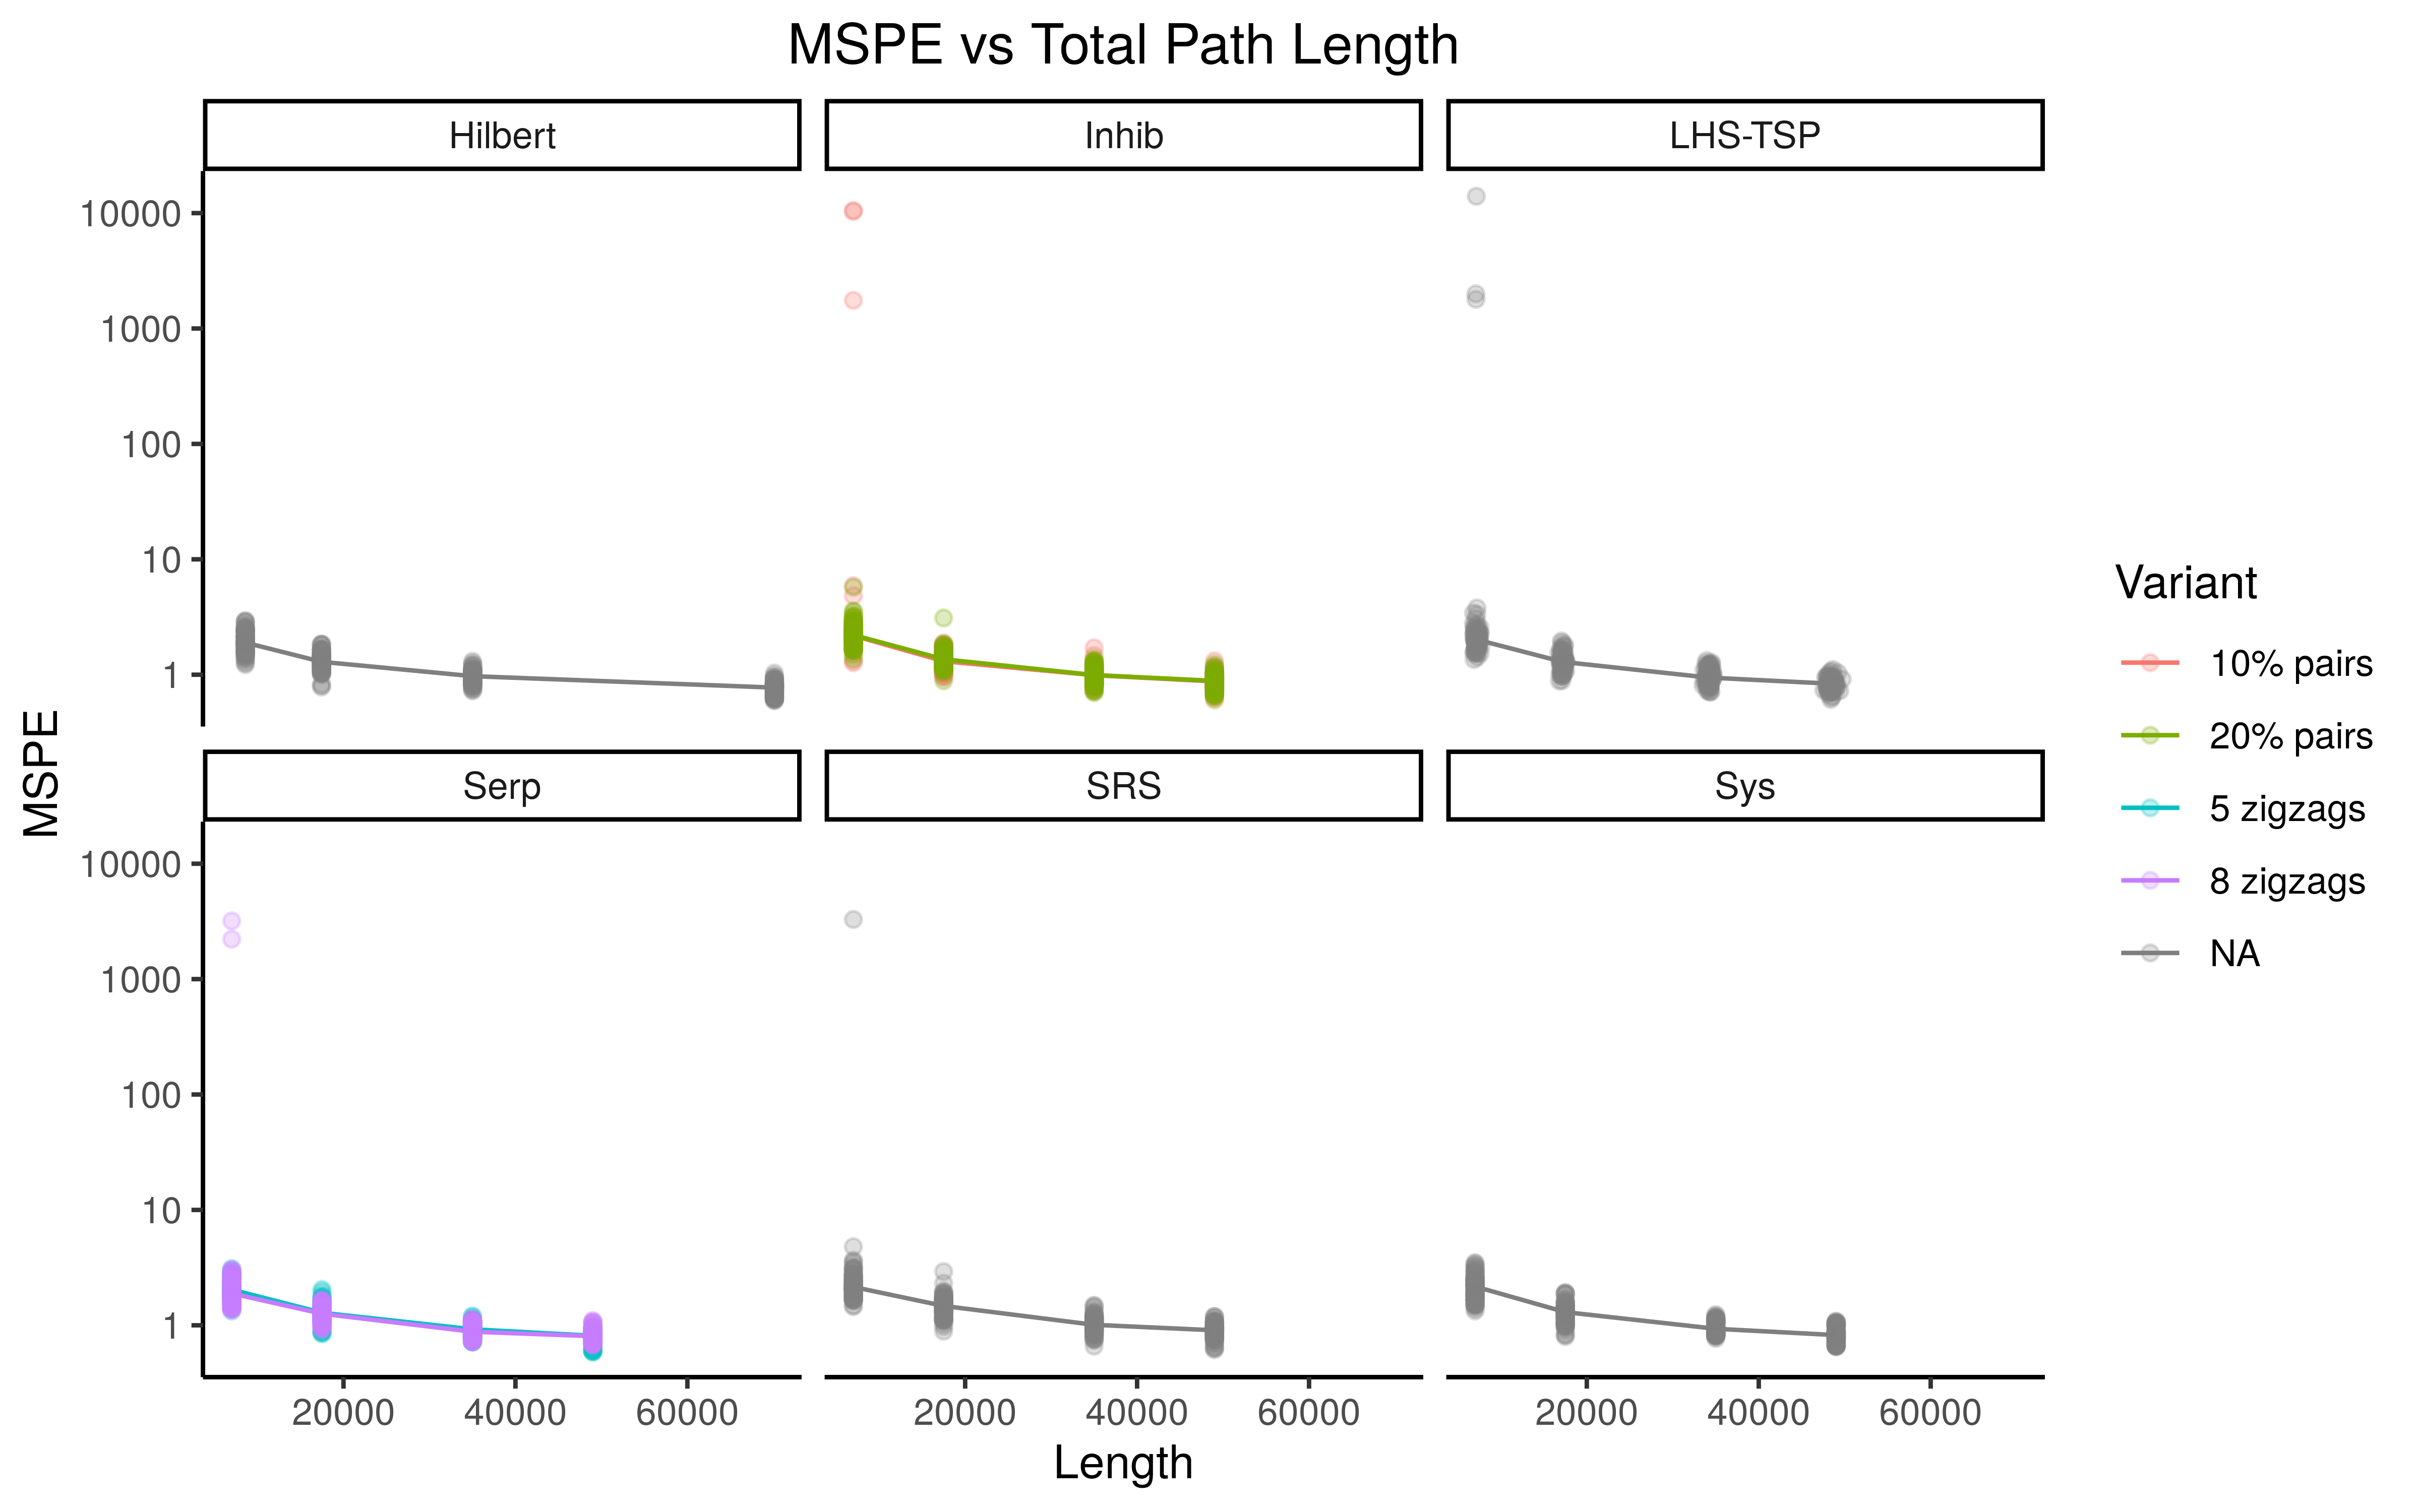 MSPE vs Total Path Length
Hilbert
Inhib
LHS-TSP
10000
1000
100
10
1
Serp
SRS
Sys
10000
1000
100
10
1
20000
40000
60000
20000
40000
60000
20000
40000
60000
Length
MSPE
Variant
10% pairs
20% pairs
5 zigzags
8 zigzags
NA